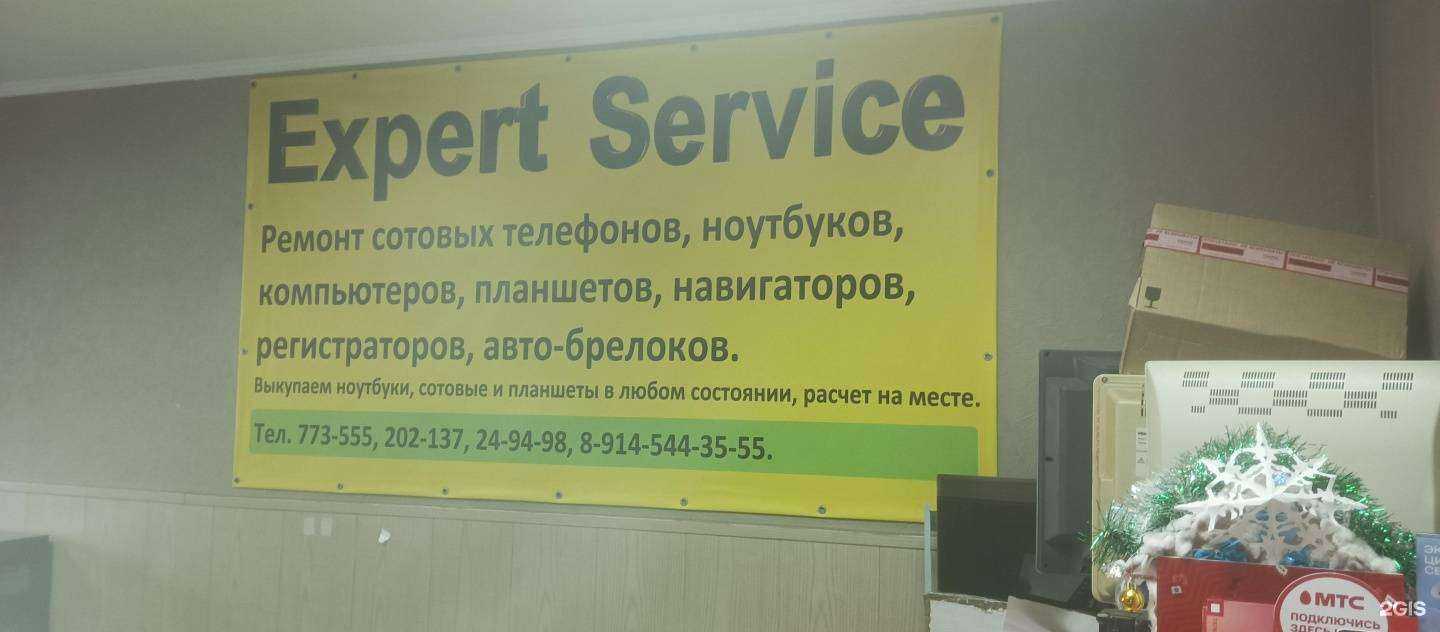 Expert Service
Ремонт сотовых телефонов, ноутбуков,
компьютеров, планшетов, навигаторов,
регистраторов, авто-брелоков.
Выкупаем ноутбуки, сотовые и планшеты в любом состоянии, расчет на месте.
Тел. 773-555, 202-137, 24-94-98, 8-914-544-35-55.
МТС
ПОДКЛЮЧИСЬ
ЗДЕСЬ
2GIS